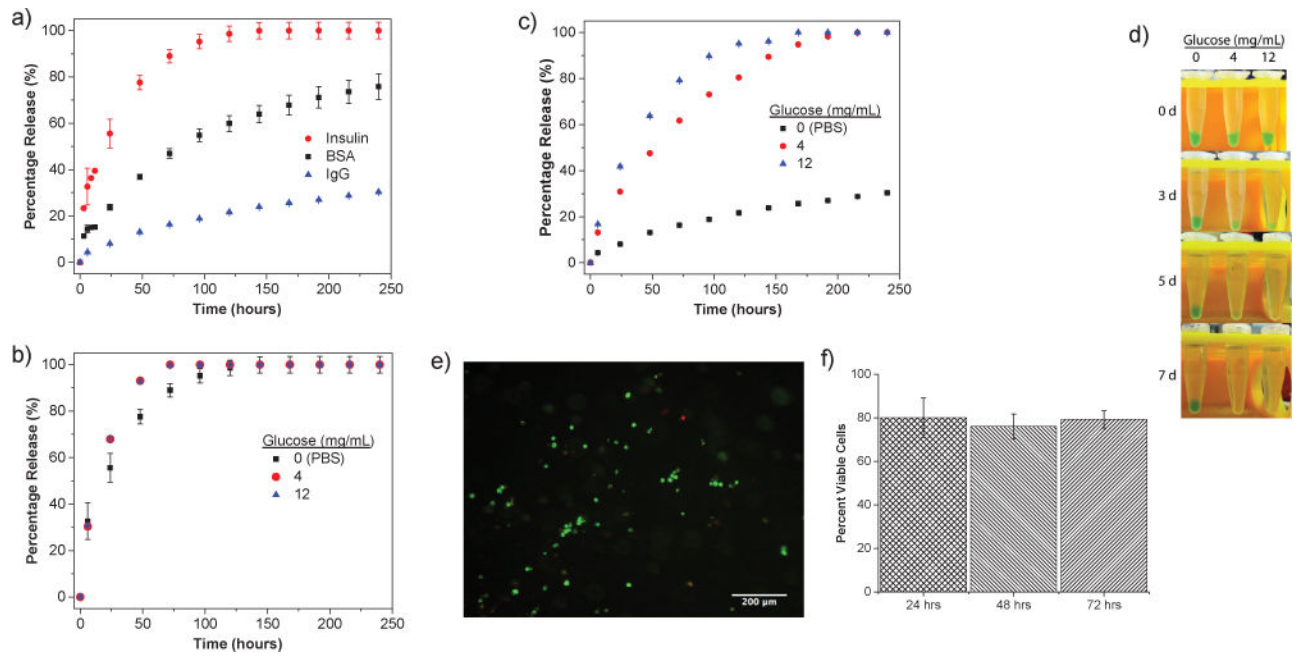 a)
Percentage Release (%)
100
80
60
40
20
0
Insulin
BSA
IgG
0 50 100 150 200 250
Time (hours)
c)
Percentage Release (%)
100
80
60
40
20
0
Glucose (mg/mL)
0 (PBS)
4
12
0 50 100 150 200 250
Time (hours)
d)
Glucose (mg/mL)
0 4 12
0 d
3 d
5 d
7 d
b)
Percentage Release (%)
100
80
60
40
20
0
Glucose (mg/mL)
0 (PBS)
4
12
0 50 100 150 200 250
Time (hours)
e)
200 µm
f)
Percent Viable Cells
100
80
60
40
20
0
24 hrs 48 hrs 72 hrs